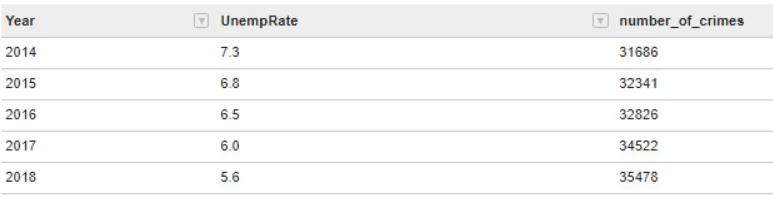 Year UnempRate number_of_crimes
2014 7.3 31686
2015 6.8 32341
2016 6.5 32826
2017 6.0 34522
2018 5.6 35478